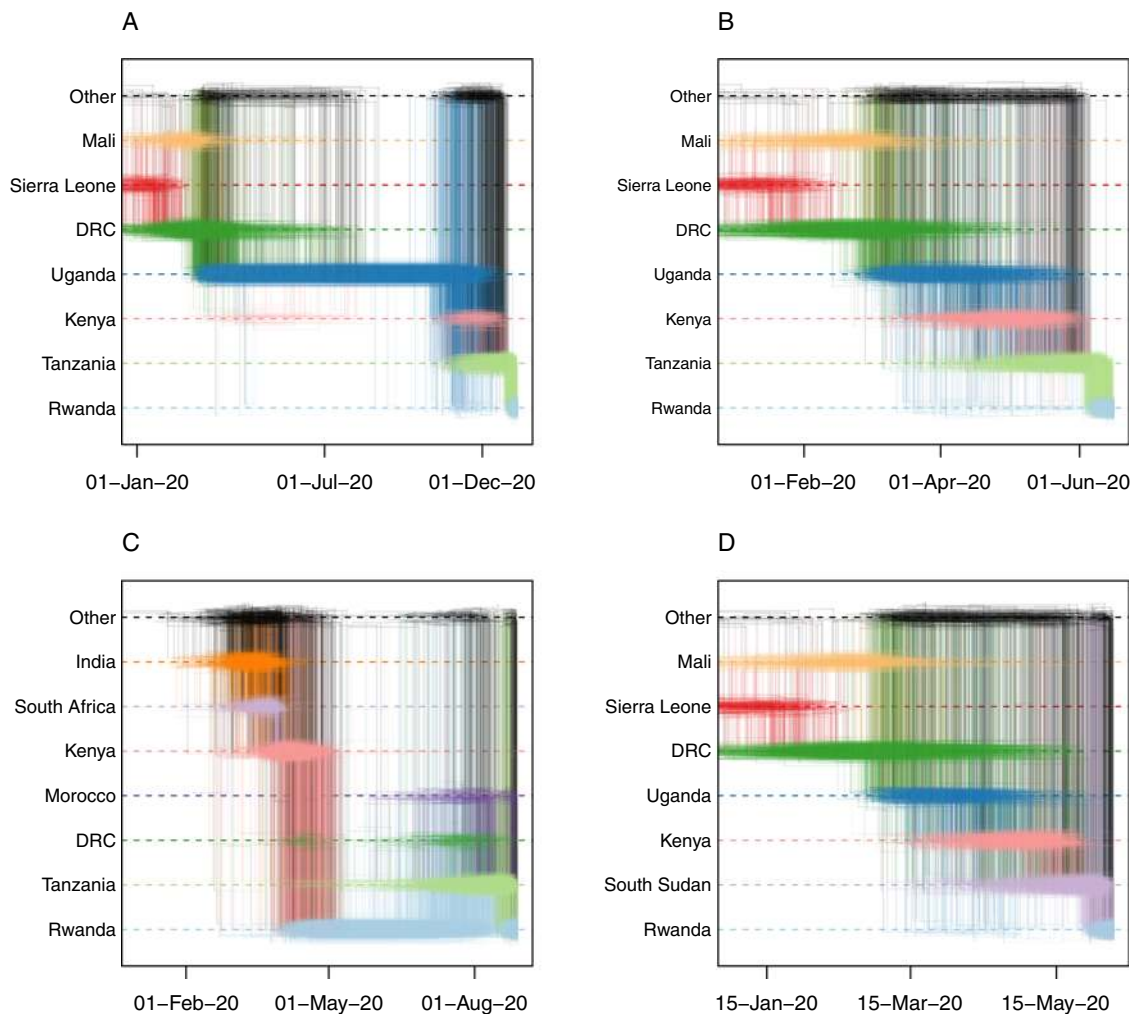 A
Other
Mali
Sierra Leone
DRC
Uganda
Kenya
Tanzania
Rwanda
01−Jan−20
01−Jul−20
01−Dec−20
B
Other
Mali
Sierra Leone
DRC
Uganda
Kenya
Tanzania
Rwanda
01−Feb−20
01−Apr−20
01−Jun−20
C
Other
India
South Africa
Kenya
Morocco
DRC
Tanzania
Rwanda
01−Feb−20
01−May−20
01−Aug−20
D
Other
Mali
Sierra Leone
DRC
Uganda
Kenya
South Sudan
Rwanda
15−Jan−20
15−Mar−20
15−May−20